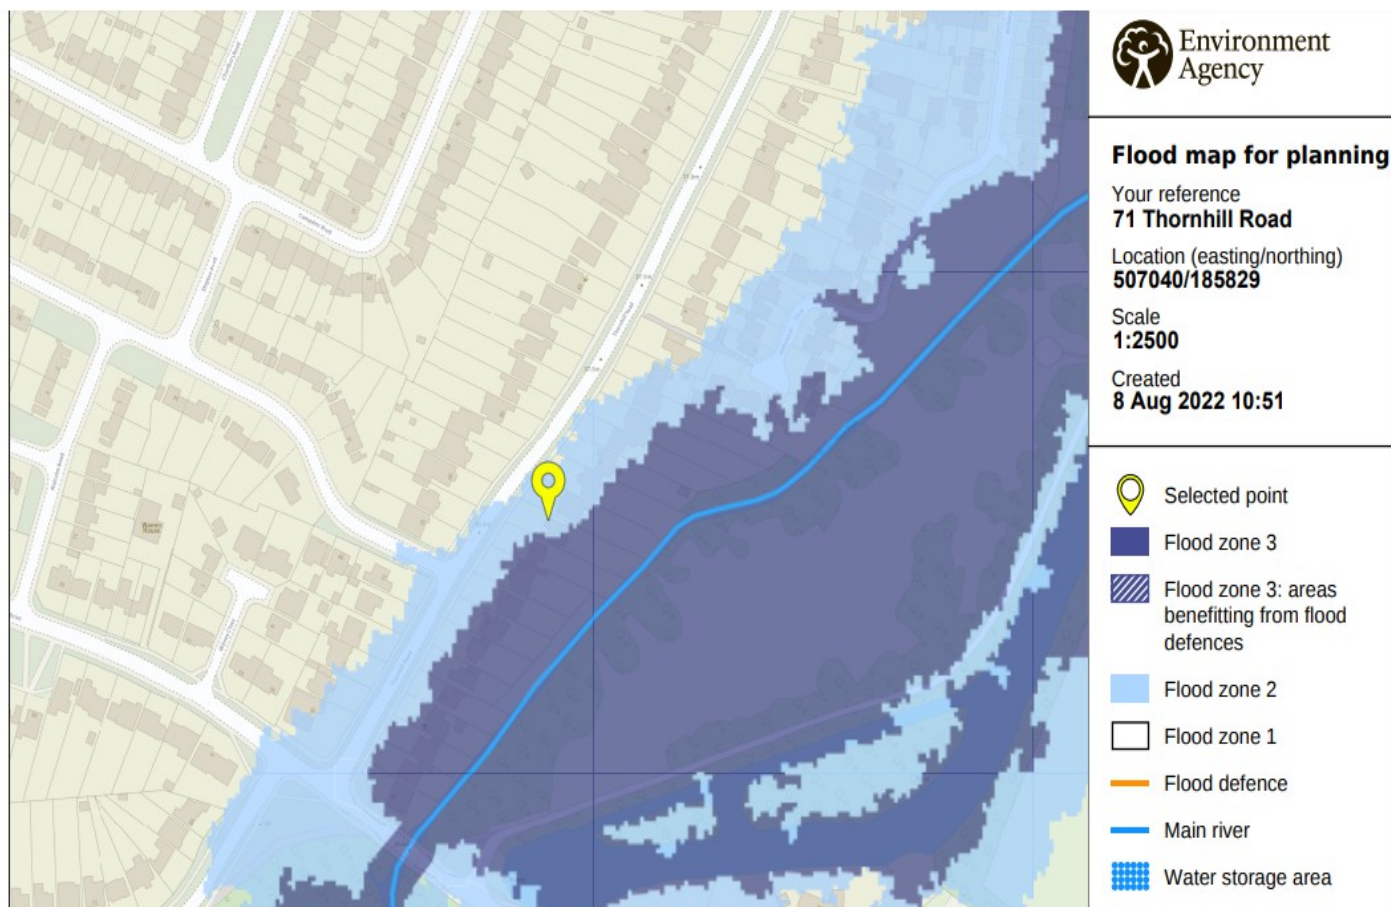 Environment
Agency
Flood map for planning
Your reference
71 Thornhill Road
Location (easting/northing)
507040/185829
Scale
1:2500
Created
8 Aug 2022 10:51
Selected point
Flood zone 3
Flood zone 3: areas
benefitting from flood
defences
Flood zone 2
Flood zone 1
Flood defence
Main river
Water storage area
Thornhill Road